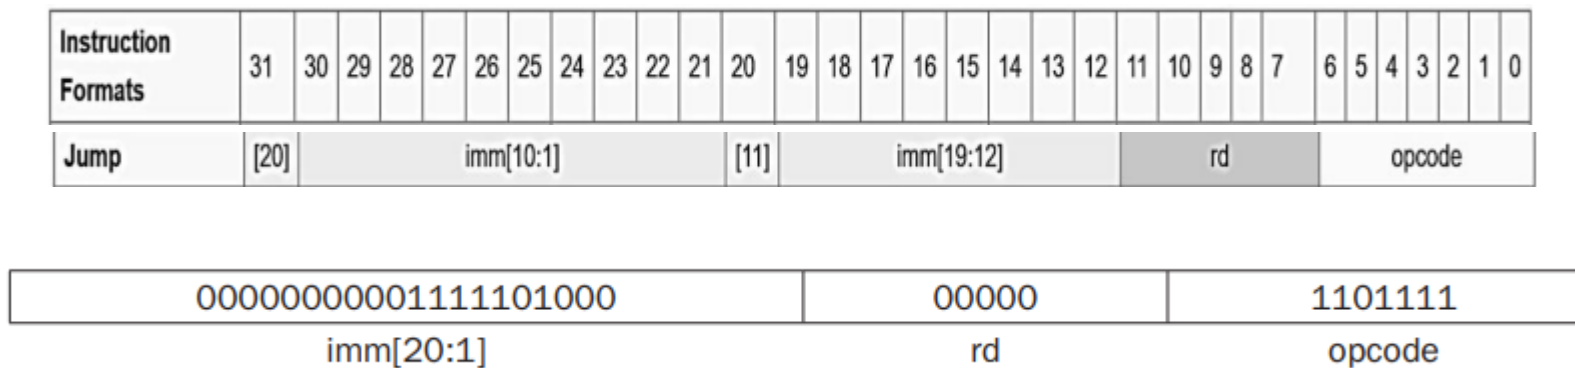 Instruction
Formats
31 30 29 28 27 26 25 24 23 22 21 20 19 18 17 16 15 14 13 12 11 10 9 8 7 6 5 4 3 2 1 0
Jump [20] imm[10:1] [11] imm[19:12] rd opcode
00000000001111101000 00000 1101111
imm[20:1] rd opcode